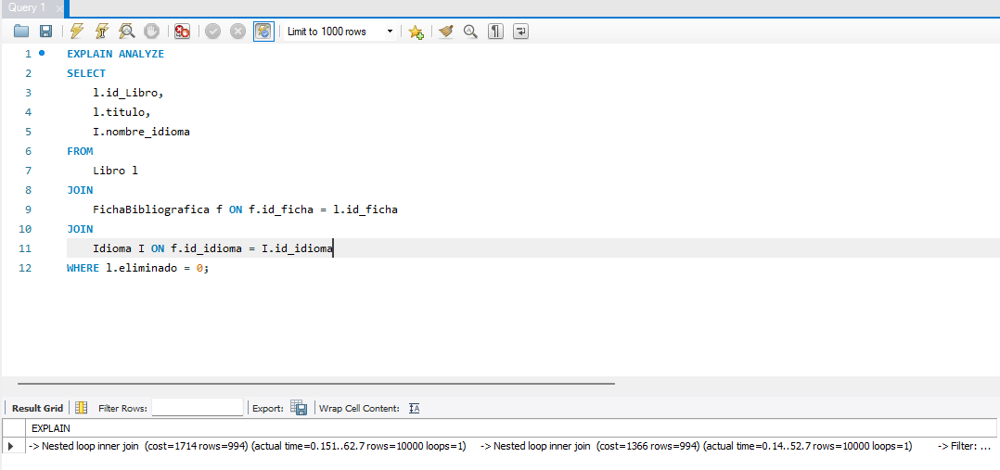 Query 1
Limit to 1000 rows
1 EXPLAIN ANALYZE
2 SELECT
3 l.id_Libro,
4 l.titulo,
5 I.nombre_idioma
6 FROM
7 Libro l
8 JOIN
9 FichaBibliografica f ON f.id_ficha = l.id_ficha
10 JOIN
11 Idioma I ON f.id_idioma = I.id_idioma
12 WHERE l.eliminado = 0;
Result Grid Filter Rows: Export: Wrap Cell Content: IA
EXPLAIN
-> Nested loop inner join (cost=1714 rows=994) (actual time=0.151..62.7 rows=10000 loops=1) -> Nested loop inner join (cost=1366 rows=994) (actual time=0.14..52.7 rows=10000 loops=1) -> Filter: ...